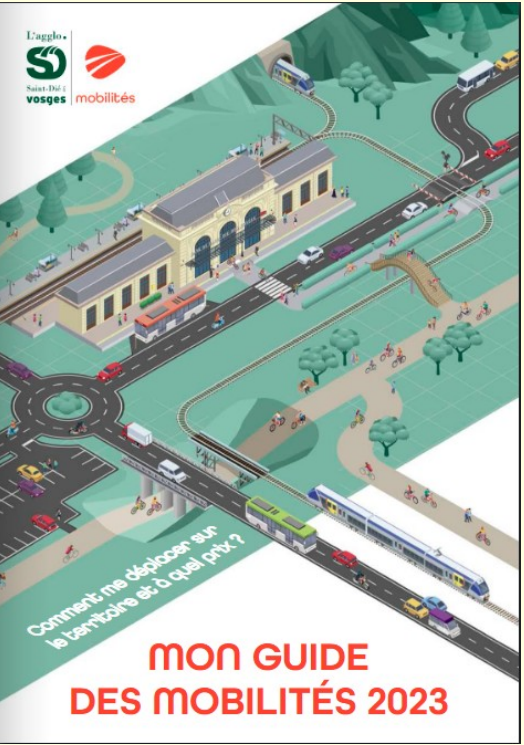 L'agglo.
SD
Saint-Dié
vosges
mobilités
Comment me déplacer sur
le territoire et à quel prix ?
MON GUIDE
DES MOBILITÉS 2023